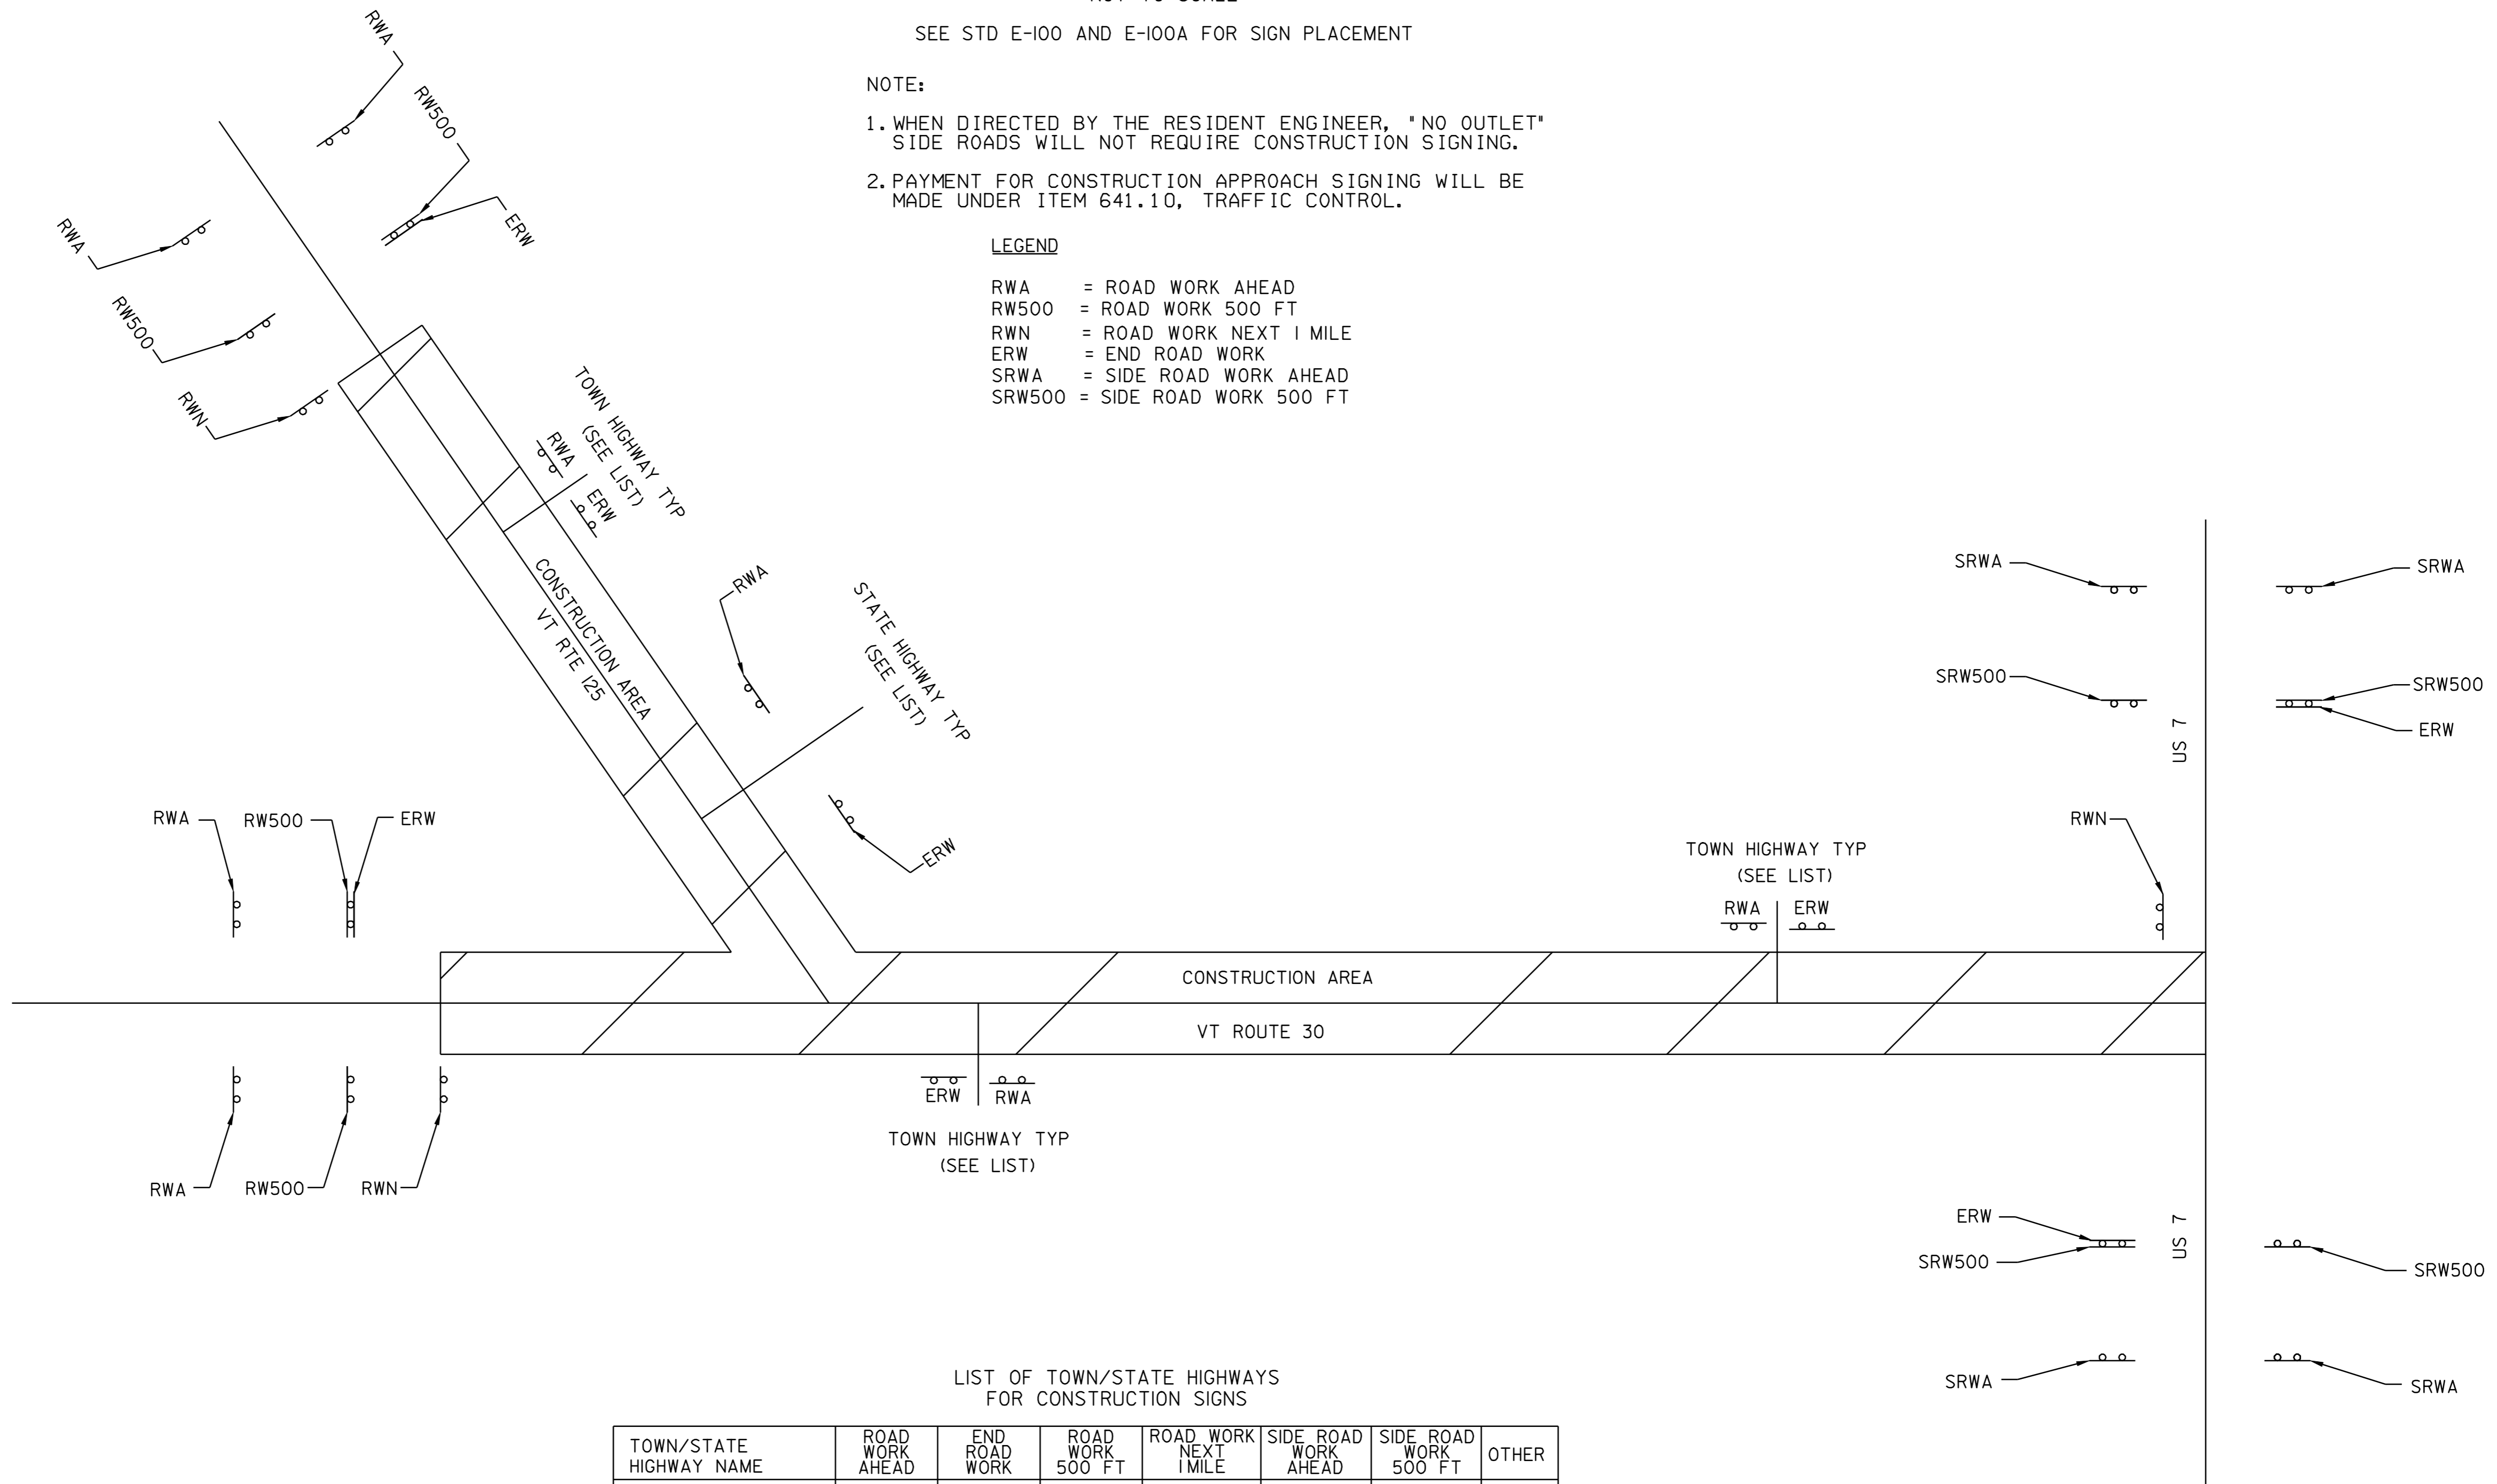 SEE STD E-100 AND E-100A FOR SIGN PLACEMENT
NOTE:
1. WHEN DIRECTED BY THE RESIDENT ENGINEER, "NO OUTLET"
SIDE ROADS WILL NOT REQUIRE CONSTRUCTION SIGNING.
2. PAYMENT FOR CONSTRUCTION APPROACH SIGNING WILL BE
MADE UNDER ITEM 641.10, TRAFFIC CONTROL.
LEGEND
RWA = ROAD WORK AHEAD
RW500 = ROAD WORK 500 FT
RWN = ROAD WORK NEXT 1 MILE
ERW = END ROAD WORK
SRWA = SIDE ROAD WORK AHEAD
SRW500 = SIDE ROAD WORK 500 FT
RWA
RW500
ERW
RWA
RW500
RWN
TOWN HIGHWAY TYP
(SEE LIST)
RWA
ERW
CONSTRUCTION AREA
VT RTE 125
RWA
STATE HIGHWAY TYP
(SEE LIST)
ERW
RWA
RW500
ERW
RWA
RW500
RWN
CONSTRUCTION AREA
VT ROUTE 30
ERW
RWA
TOWN HIGHWAY TYP
(SEE LIST)
TOWN HIGHWAY TYP
(SEE LIST)
RWA
ERW
RWN
SRWA
SRWA
SRW500
SRW500
ERW
US 7
US 7
ERW
SRW500
SRW500
SRWA
SRWA
LIST OF TOWN/STATE HIGHWAYS
FOR CONSTRUCTION SIGNS
TOWN/STATE
HIGHWAY NAME
ROAD
WORK
AHEAD
END
ROAD
WORK
ROAD
WORK
500 FT
ROAD WORK
NEXT
1 MILE
SIDE ROAD
WORK
AHEAD
SIDE ROAD
WORK
500 FT
OTHER